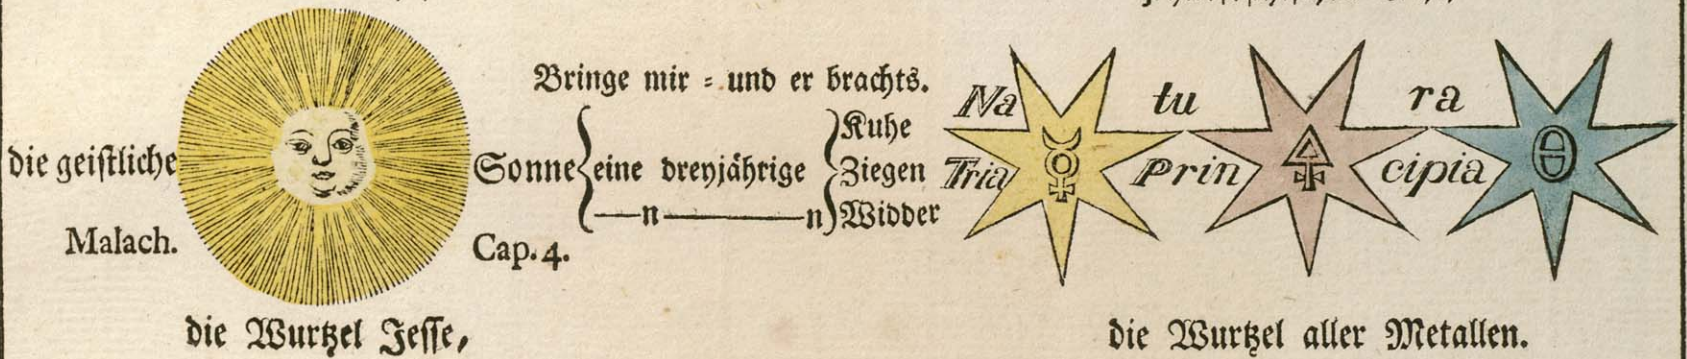 Bringe mir ⸗ und er brachts.
Na tu ra
Kuhe
die geistliche Sonne eine dreyjährige Ziegen Tria Prin cipia
—n——n Widder
Malach. Cap. 4.
die Wurtzel Jesse, die Wurtzel aller Metallen.